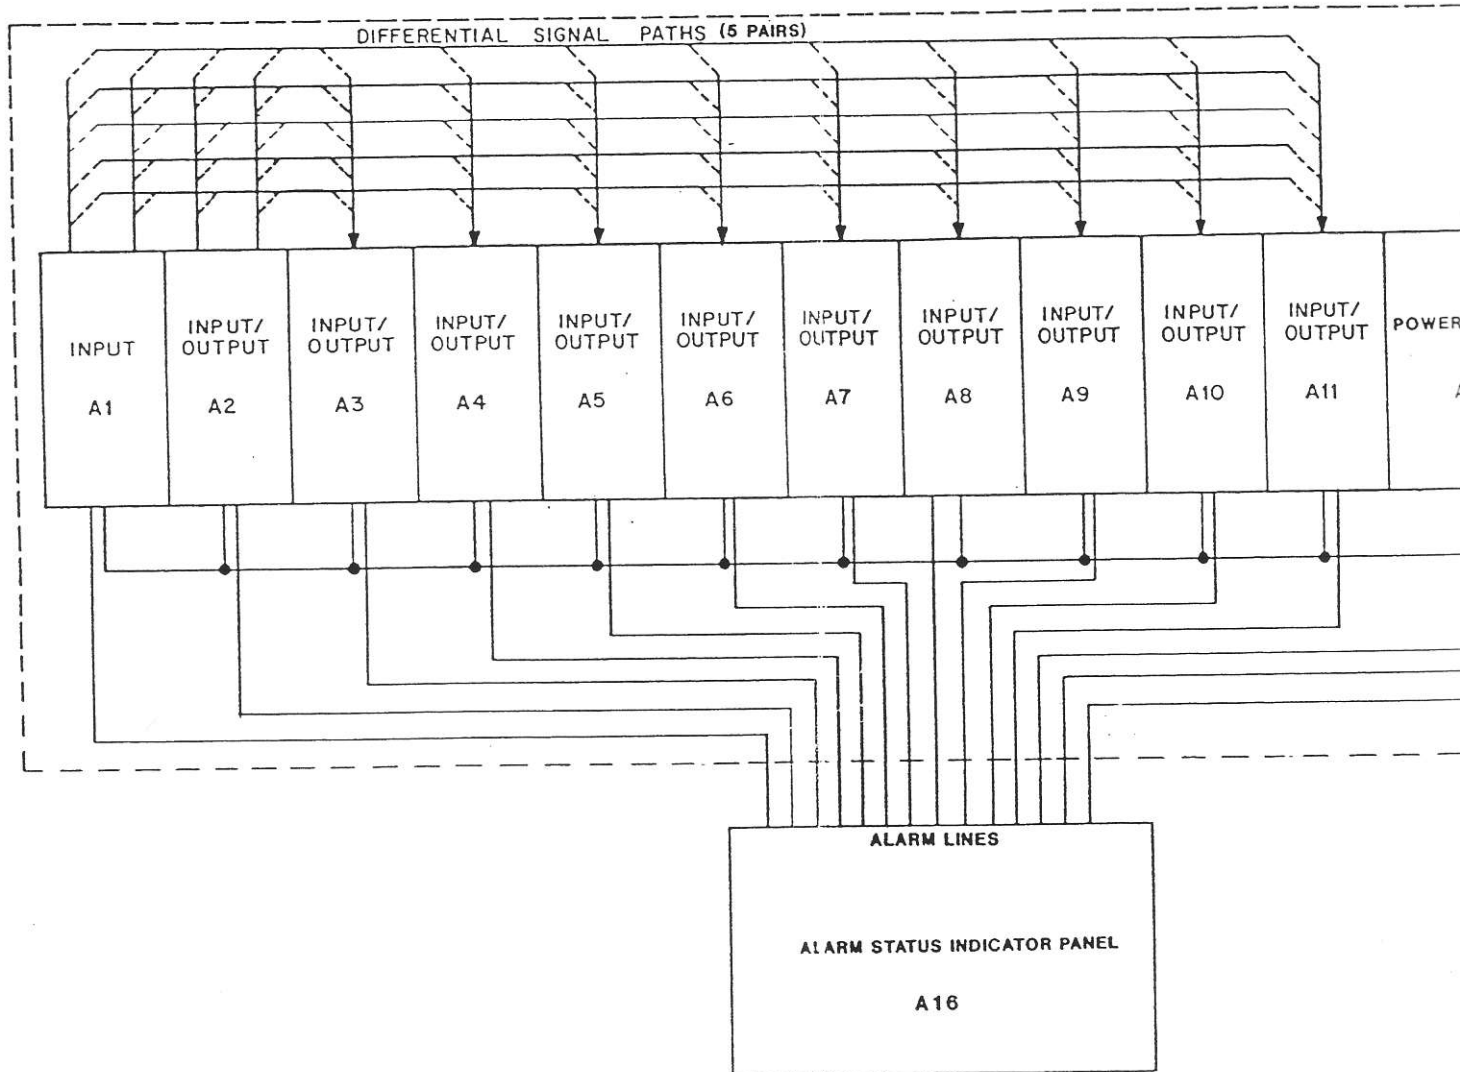 DIFFERENTIAL SIGNAL PATHS (5 PAIRS)
INPUT
A1
INPUT/
OUTPUT
A2
INPUT/
OUTPUT
A3
INPUT/
OUTPUT
A4
INPUT/
OUTPUT
A5
INPUT/
OUTPUT
A6
INPUT/
OUTPUT
A7
INPUT/
OUTPUT
A8
INPUT/
OUTPUT
A9
INPUT/
OUTPUT
A10
INPUT/
OUTPUT
A11
POWER
ALARM LINES
ALARM STATUS INDICATOR PANEL
A16